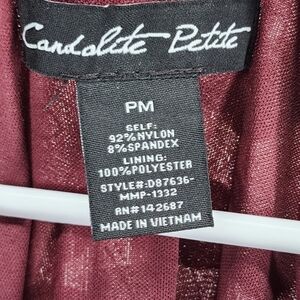 Candalite Petite
PM
SELF:
92%NYLON
8%SPANDEX
LINING:
100%POLYESTER
STYLE#:D87636-
MMP-1332
RN#142687
MADE IN VIETNAM